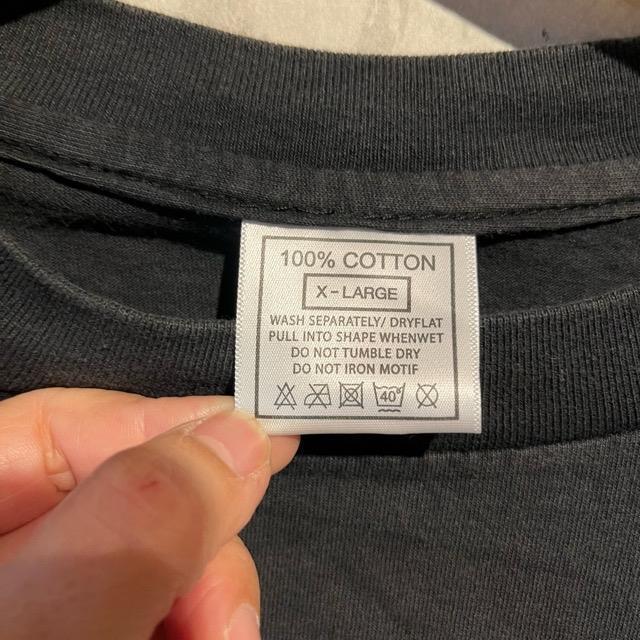 100% COTTON
X-LARGE
WASH SEPARATELY/ DRYFLAT
PULL INTO SHAPE WHENWET
DO NOT TUMBLE DRY
DO NOT IRON MOTIF
40°